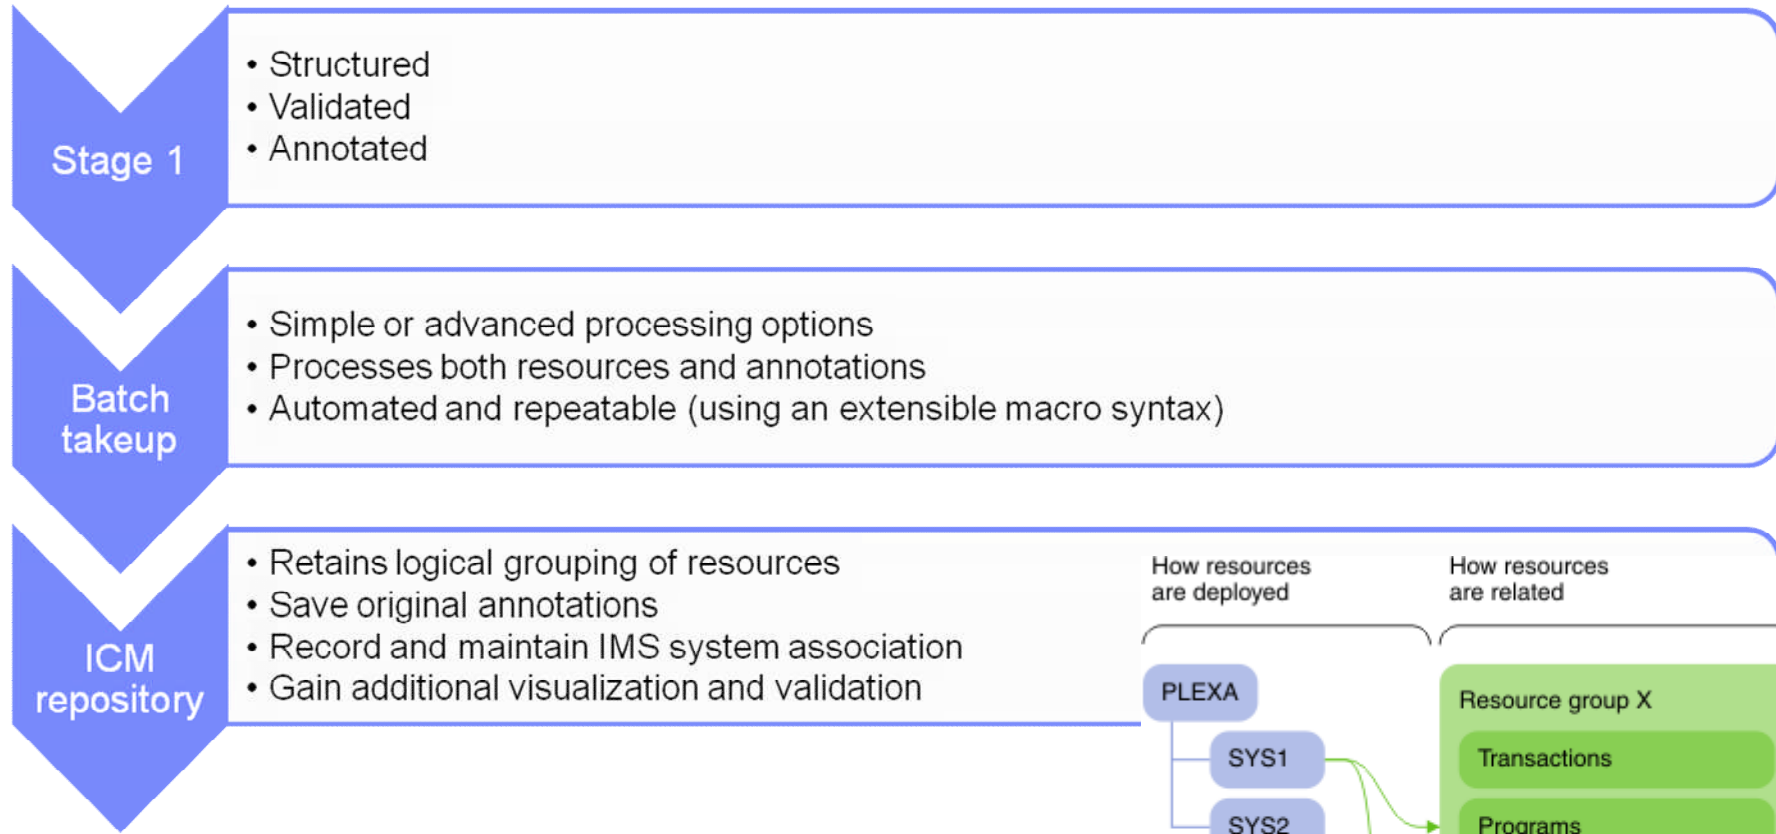 Stage 1
• Structured
• Validated
• Annotated
Batch
takeup
• Simple or advanced processing options
• Processes both resources and annotations
• Automated and repeatable (using an extensible macro syntax)
ICM
repository
• Retains logical grouping of resources
• Save original annotations
• Record and maintain IMS system association
• Gain additional visualization and validation
How resources
are deployed
How resources
are related
PLEXA
SYS1
SYS2
Resource group X
Transactions
Programs